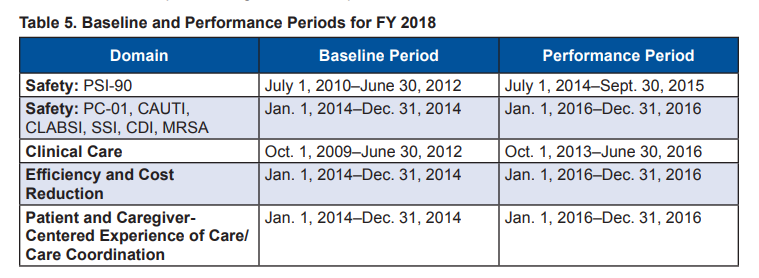 Table 5. Baseline and Performance Periods for FY 2018
Domain Baseline Period Performance Period
Safety: PSI-90 July 1, 2010–June 30, 2012 July 1, 2014–Sept. 30, 2015
Safety: PC-01, CAUTI, Jan. 1, 2014–Dec. 31, 2014 Jan. 1, 2016–Dec. 31, 2016
CLABSI, SSI, CDI, MRSA
Clinical Care Oct. 1, 2009–June 30, 2012 Oct. 1, 2013–June 30, 2016
Efficiency and Cost Jan. 1, 2014–Dec. 31, 2014 Jan. 1, 2016–Dec. 31, 2016
Reduction
Patient and Caregiver- Jan. 1, 2014–Dec. 31, 2014 Jan. 1, 2016–Dec. 31, 2016
Centered Experience of Care/
Care Coordination